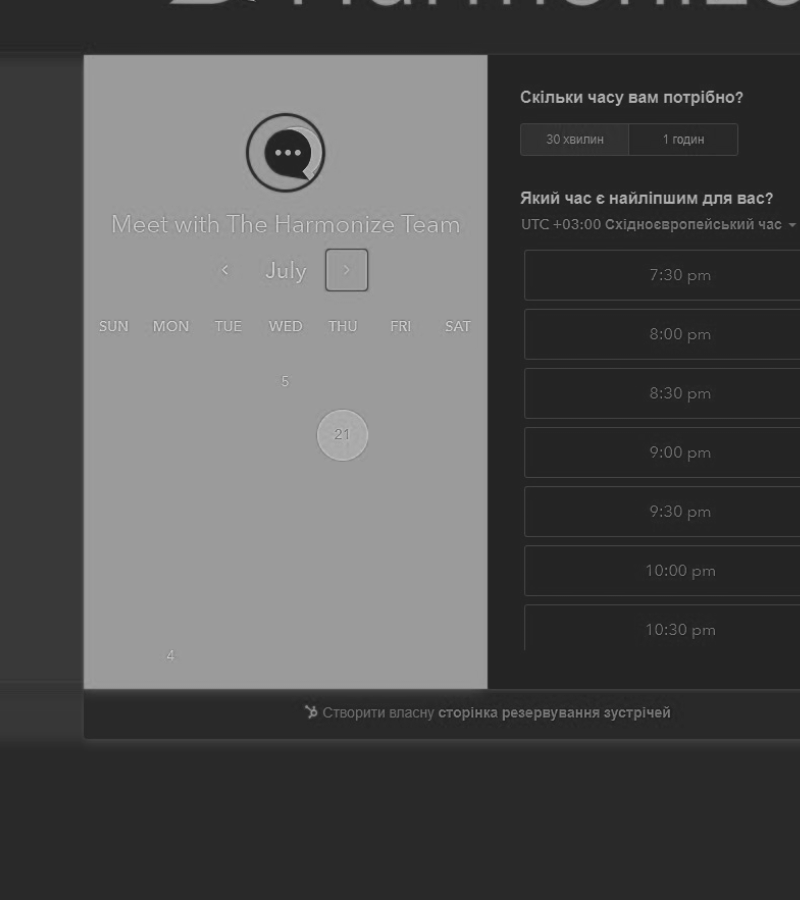 Meet with The Harmonize Team
July
SUN MON TUE WED THU FRI SAT
5
21
4
Скільки часу вам потрібно?
30 хвилин 1 годин
Який час є найліпшим для вас?
UTC +03:00 Східноєвропейський час
7:30 pm
8:00 pm
8:30 pm
9:00 pm
9:30 pm
10:00 pm
10:30 pm
Створити власну сторінка резервування зустрічей